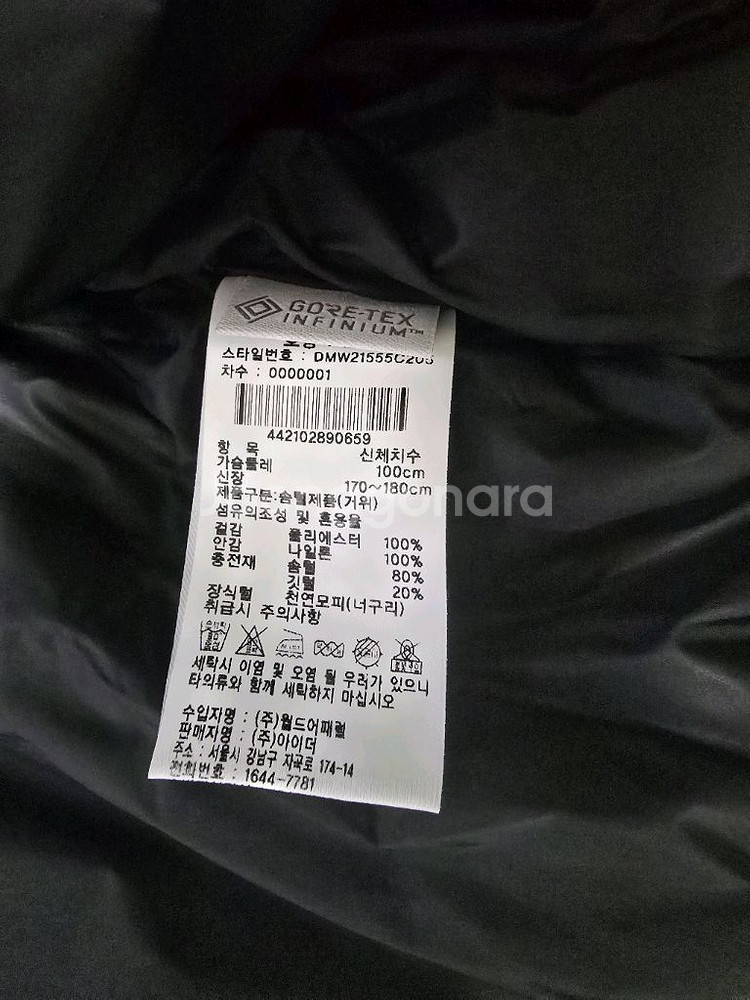 GORE-TEX
INFINIUM™
스타일번호 : DMW21555C205
차수 : 0000001
442102890659
항 목 신체치수
가슴둘레 100cm
신장 170~180cm
제품구분:솜털제품(거위)
섬유의조성 및 혼용율
겉감 폴리에스터 100%
안감 나일론 100%
충전재 솜털 80%
깃털 20%
장식털 천연모피(너구리)
취급시 주의사항
세탁시 이염 및 오염 될 우려가 있으니
타의류와 함께 세탁하지 마십시오
수입자명 : (주)월드어패럴
판매자명 : (주)아이더
주소 : 서울시 강남구 자곡로 174-14
전화번호 : 1644-7781